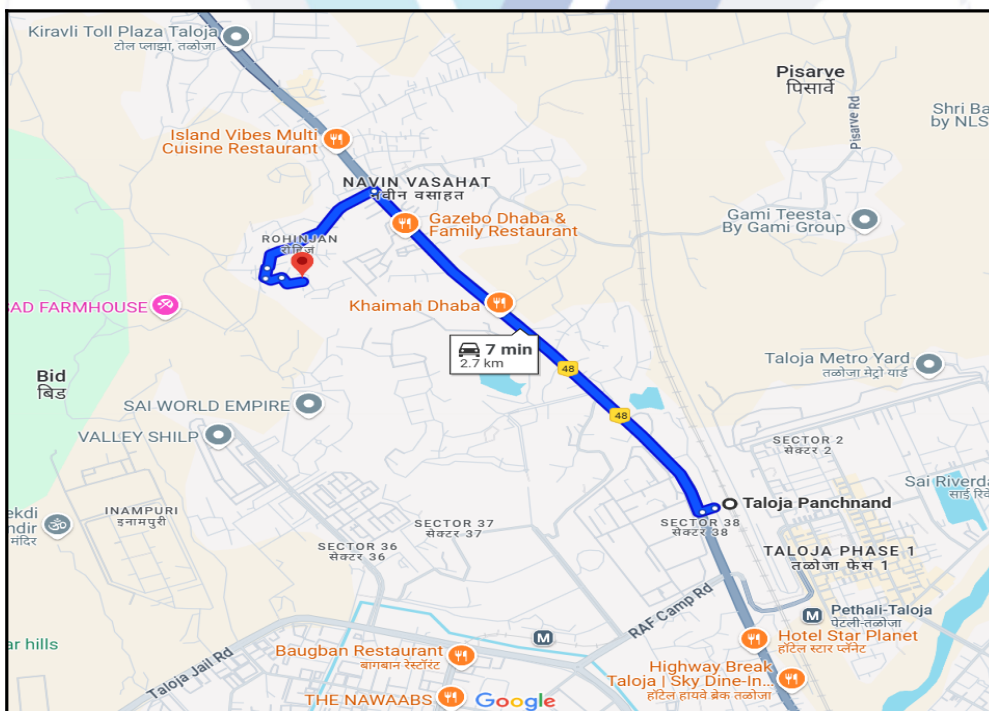 Kiravli Toll Plaza Taloja
टोल प्लाझा, तळोजा
Pisarve
पिसार्वे
Pisarve Rd
Shri Ba
by NLS
Island Vibes Multi
Cuisine Restaurant
NAVIN VASAHAT
नवीन वसाहत
Gazebo Dhaba &
Family Restaurant
Gami Teesta -
By Gami Group
ROHINJAN
रोहिंज
BAD FARMHOUSE
Khaimah Dhaba
7 min
2.7 km
48
48
Taloja Metro Yard
तळोजा मेट्रो यार्ड
Bid
बिड
SAI WORLD EMPIRE
VALLEY SHILP
SECTOR 2
सेक्टर 2
Sai Riverda
साई रिवे
Taloja Panchnand
ekdi
ndir
मंदिर
INAMPURI
इनामपुरी
SECTOR 37
सेक्टर 37
SECTOR 38
सेक्टर 38
SECTOR 36
सेक्टर 36
TALOJA PHASE 1
तळोजा फेस 1
RAF Camp Rd
M
Pethali-Taloja
पेटली-तळोजा
M
Hotel Star Planet
हॉटेल स्टार प्लॅनेट
ar hills
Taloja Jail Rd
Baugban Restaurant
बागबान रेस्टॉरंट
Highway Break
Taloja | Sky Dine-In...
हॉटेल हायवे ब्रेक तळोजा
THE NAWAABS
Google